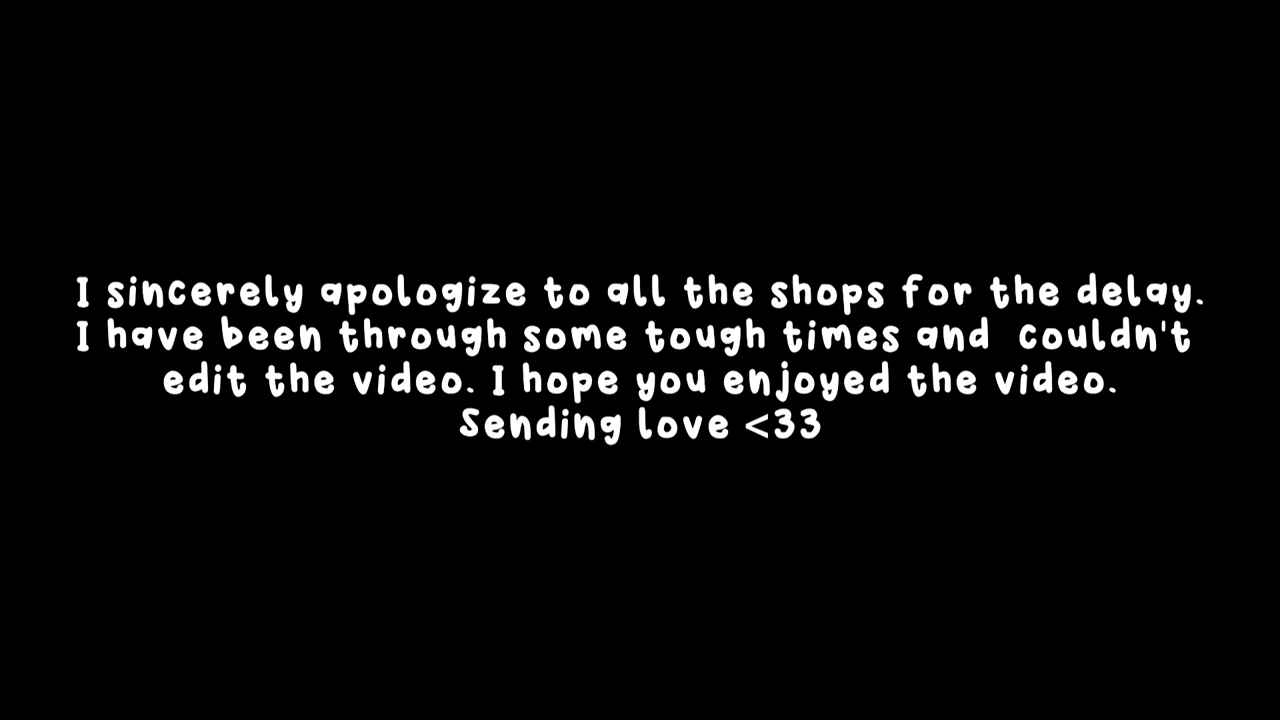 I sincerely apologize to all the shops for the delay.
I have been through some tough times and  couldn't
edit the video. I hope you enjoyed the video.
Sending love <33